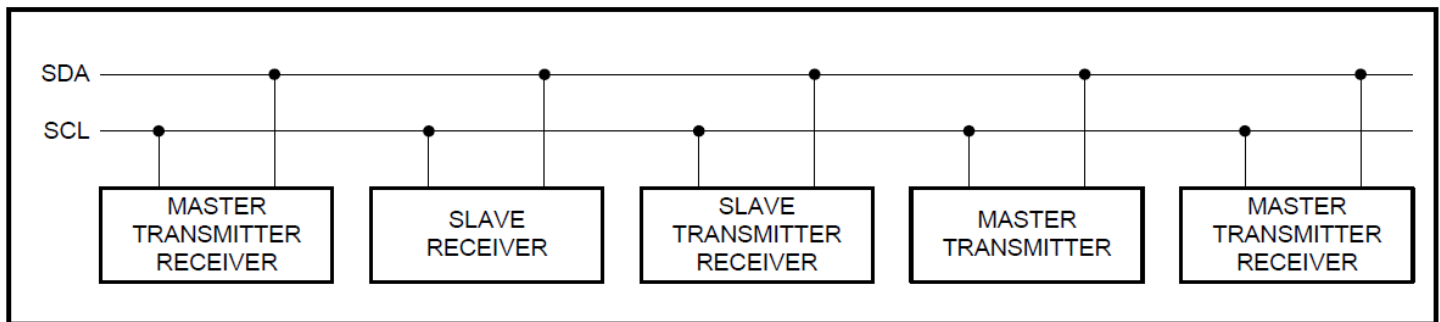 SDA
SCL
MASTER
TRANSMITTER
RECEIVER
SLAVE
RECEIVER
SLAVE
TRANSMITTER
RECEIVER
MASTER
TRANSMITTER
MASTER
TRANSMITTER
RECEIVER